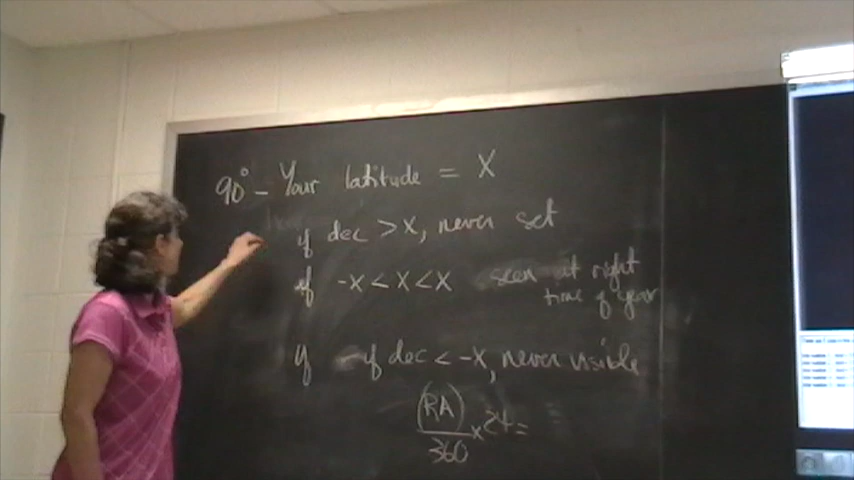 90° - Your latitude = X
if dec > X, never set
if -X < X < X seen at right
time of year
if if dec < -X, never visible
(RA)
360 x 24 =